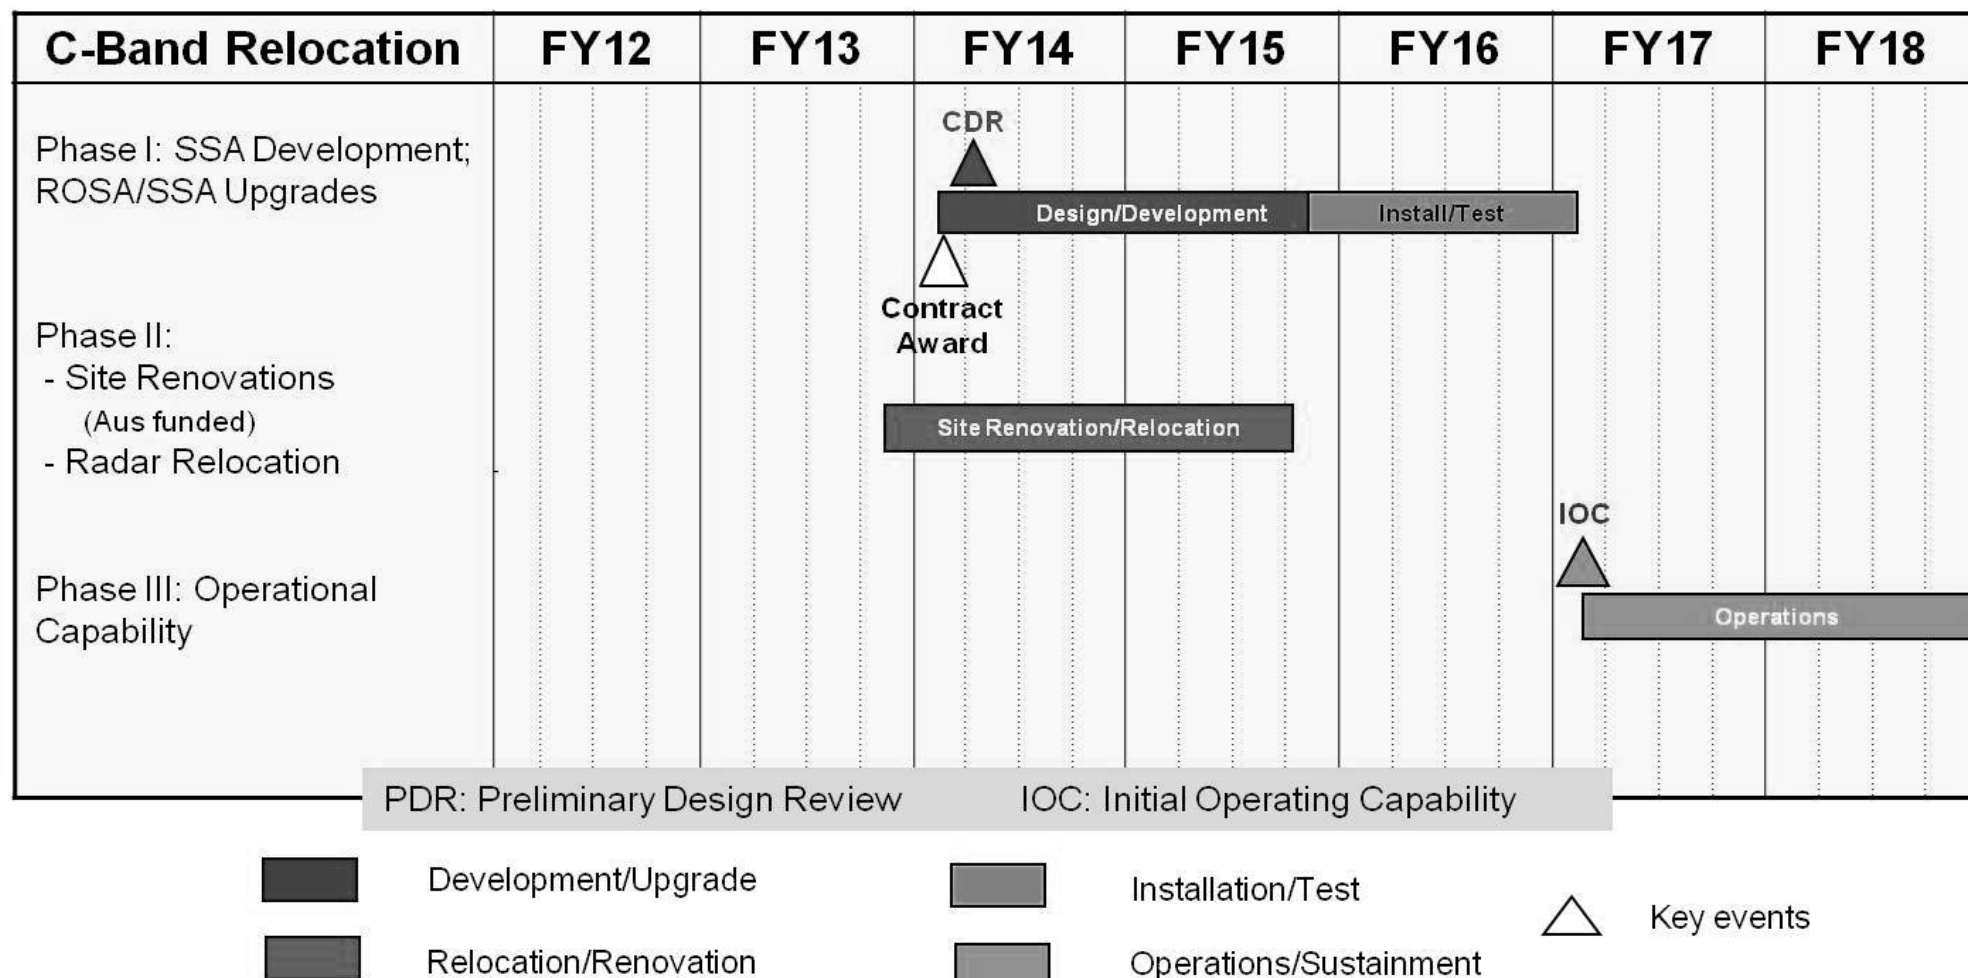 C-Band Relocation FY12 FY13 FY14 FY15 FY16 FY17 FY18
CDR
Phase I: SSA Development;
ROSA/SSA Upgrades
Design/Development Install/Test
Contract
Award
Phase II:
- Site Renovations
(Aus funded)
- Radar Relocation
Site Renovation/Relocation
IOC
Phase III: Operational
Capability
Operations
PDR: Preliminary Design Review IOC: Initial Operating Capability
Development/Upgrade
Installation/Test
Key events
Relocation/Renovation
Operations/Sustainment